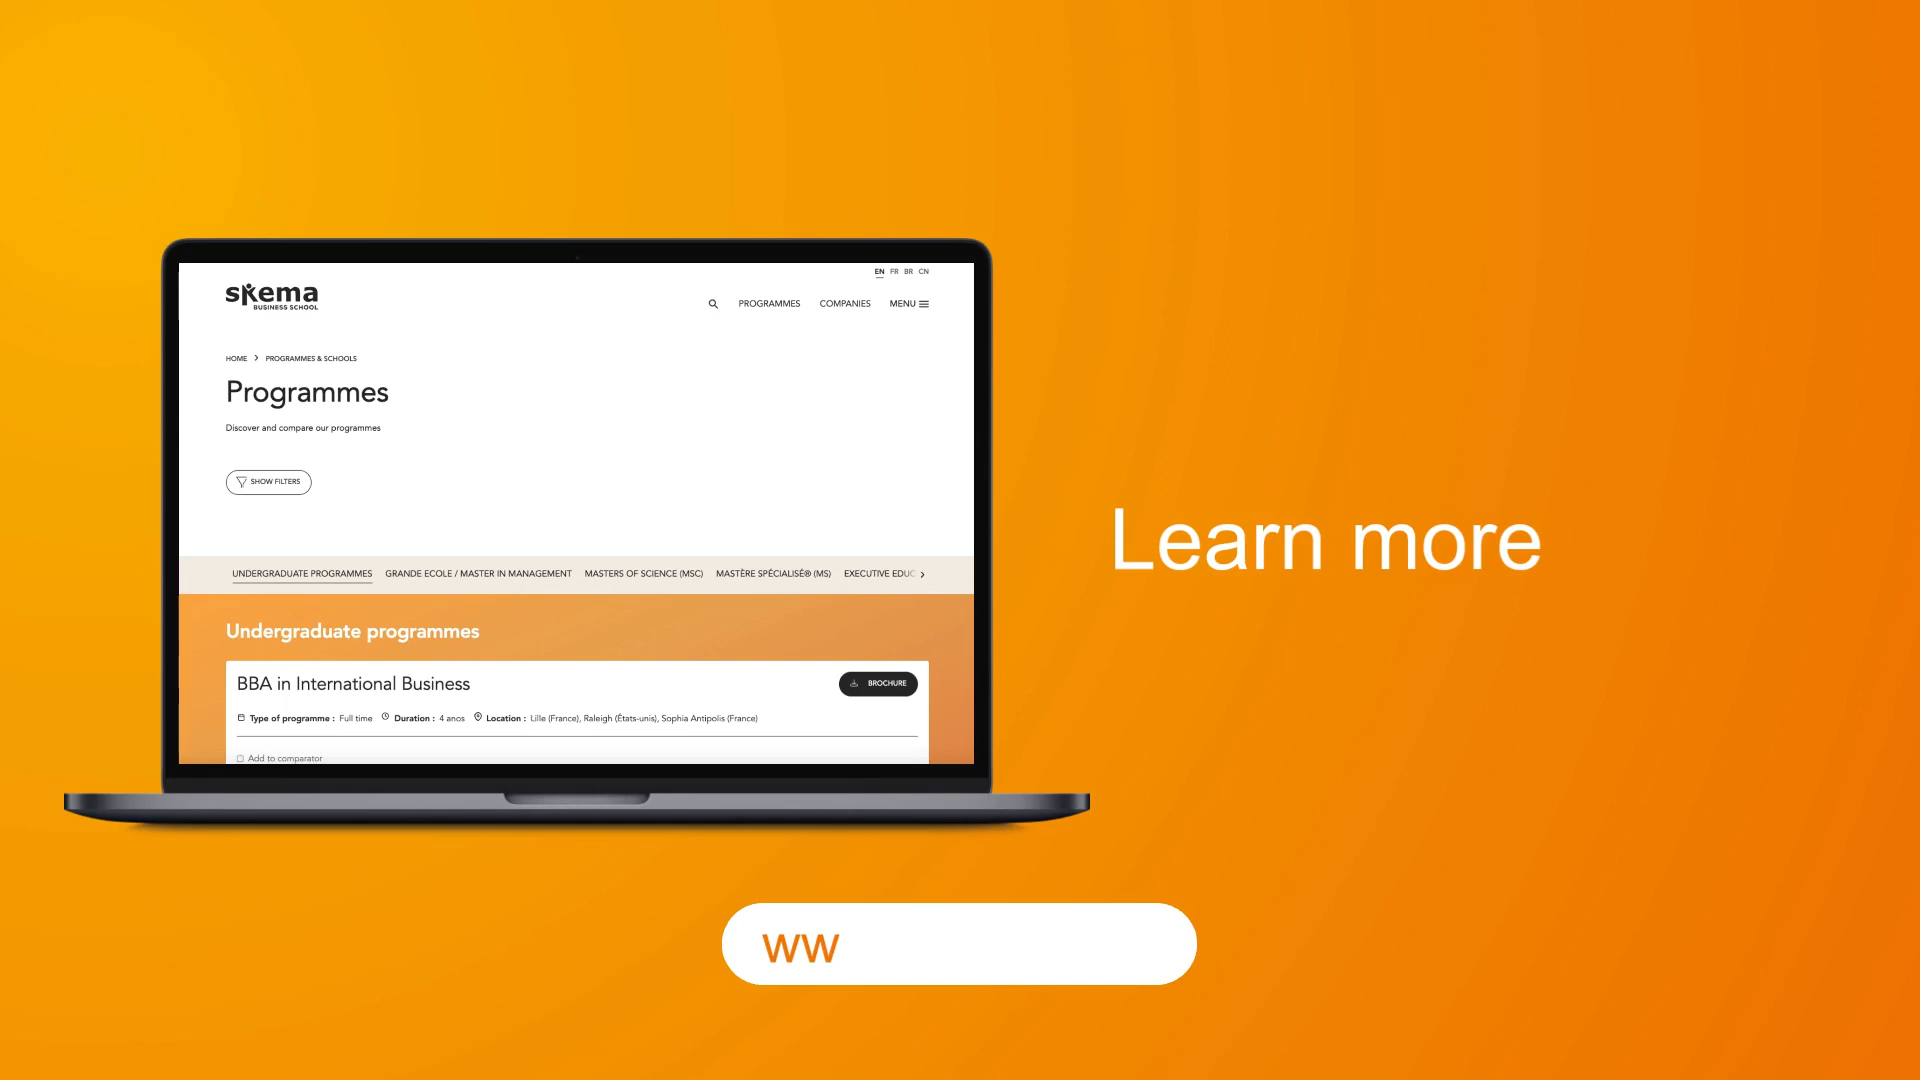 EN FR BR CN
skema
BUSINESS SCHOOL
PROGRAMMES COMPANIES MENU
HOME > PROGRAMMES & SCHOOLS
Programmes
Discover and compare our programmes
SHOW FILTERS
UNDERGRADUATE PROGRAMMES GRANDE ECOLE / MASTER IN MANAGEMENT MASTERS OF SCIENCE (MSC) MASTÈRE SPÉCIALISÉ® (MS) EXECUTIVE EDUC >
Undergraduate programmes
BBA in International Business
BROCHURE
Type of programme : Full time Duration : 4 anos Location : Lille (France), Raleigh (États-unis), Sophia Antipolis (France)
Add to comparator
Learn more
ww